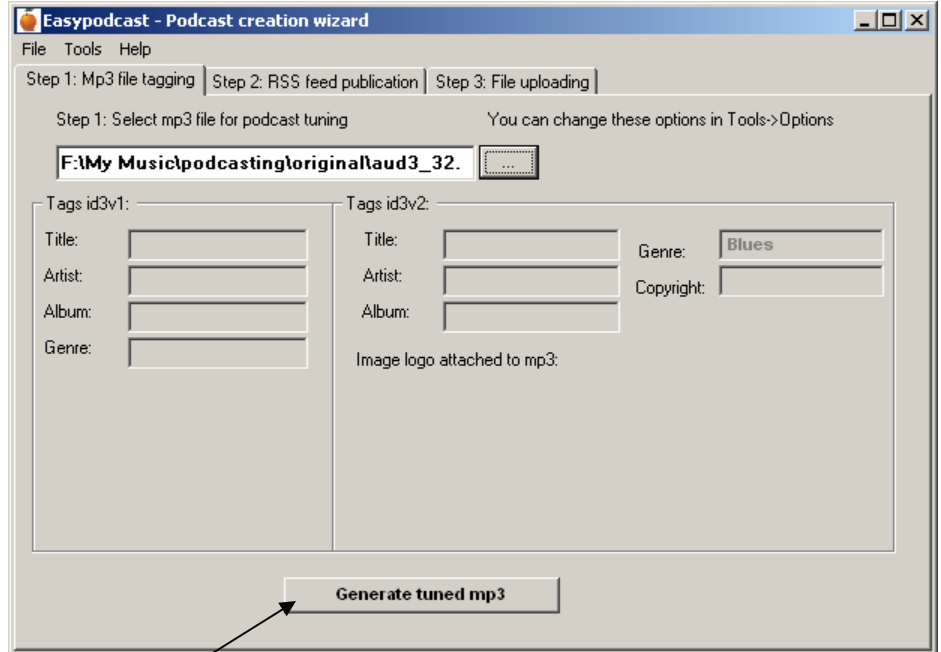 Easypodcast - Podcast creation wizard
File Tools Help
Step 1: Mp3 file tagging Step 2: RSS feed publication Step 3: File uploading
Step 1: Select mp3 file for podcast tuning You can change these options in Tools->Options
F:\My Music\podcasting\original\aud3_32. ...
Tags id3v1: Tags id3v2:
Title: Title: Genre: Blues
Artist: Artist: Copyright:
Album: Album:
Genre: Image logo attached to mp3:
Generate tuned mp3